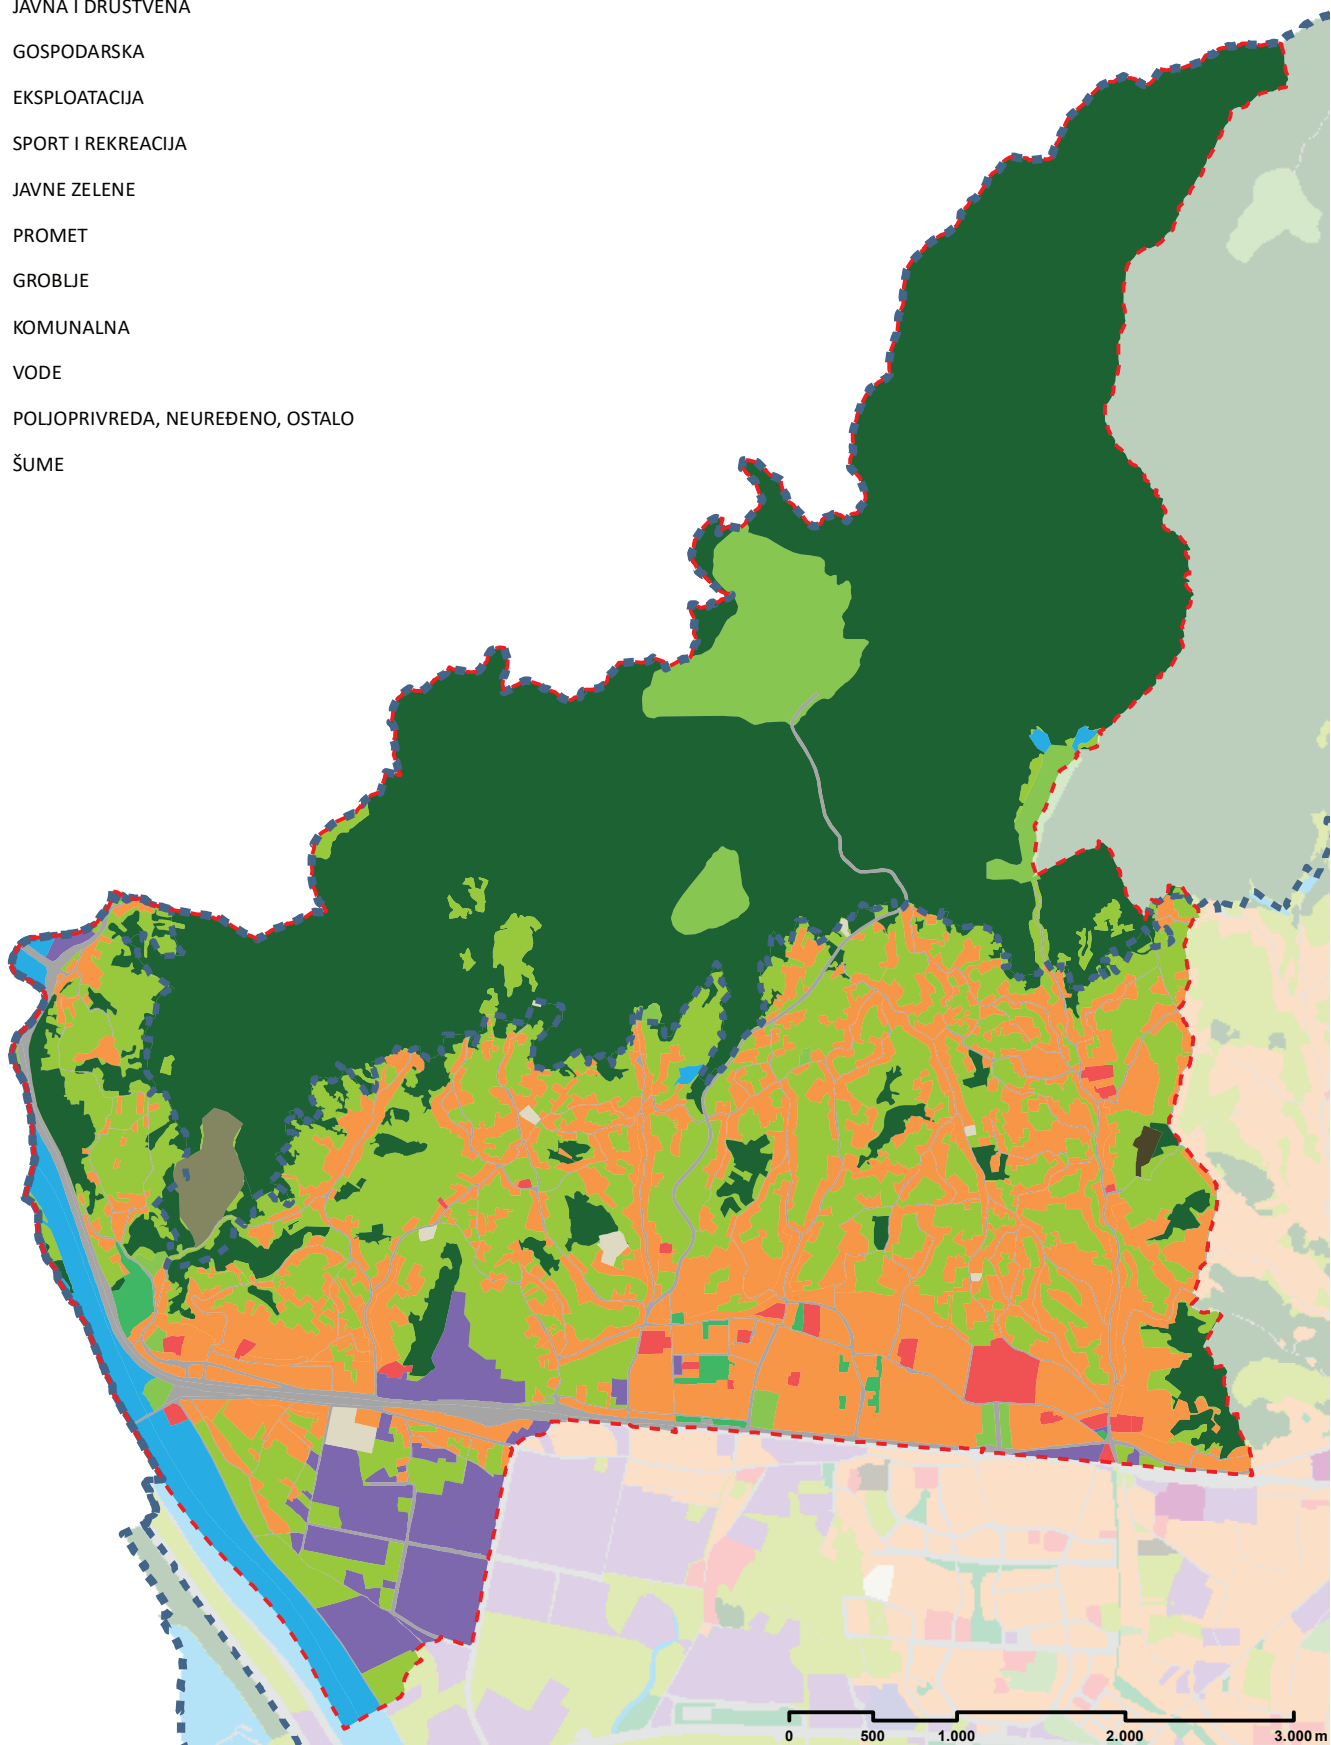 JAVNA I DRUŠTVENA
GOSPODARSKA
EKSPLOATACIJA
SPORT I REKREACIJA
JAVNE ZELENE
PROMET
GROBLJE
KOMUNALNA
VODE
POLJOPRIVREDA, NEUREĐENO, OSTALO
ŠUME
0 500 1.000 2.000 3.000 m